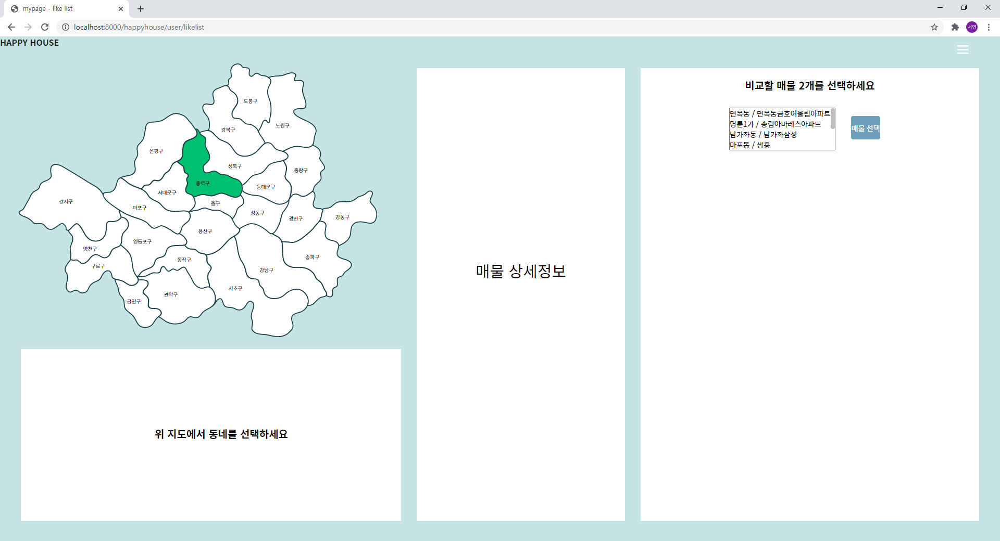 mypage - like list
localhost:8000/happyhouse/user/likelist
서연
HAPPY HOUSE
도봉구
노원구
강북구
은평구
성북구
중랑구
종로구
동대문구
서대문구
강서구
중구
마포구
성동구
광진구
강동구
용산구
영등포구
양천구
동작구
송파구
구로구
강남구
서초구
관악구
금천구
위 지도에서 동네를 선택하세요
매물 상세정보
비교할 매물 2개를 선택하세요
면목동 / 면목동금호어울림아파트
명륜1가 / 송림아마레스아파트
남가좌동 / 남가좌삼성
마포동 / 쌍용
매물 선택